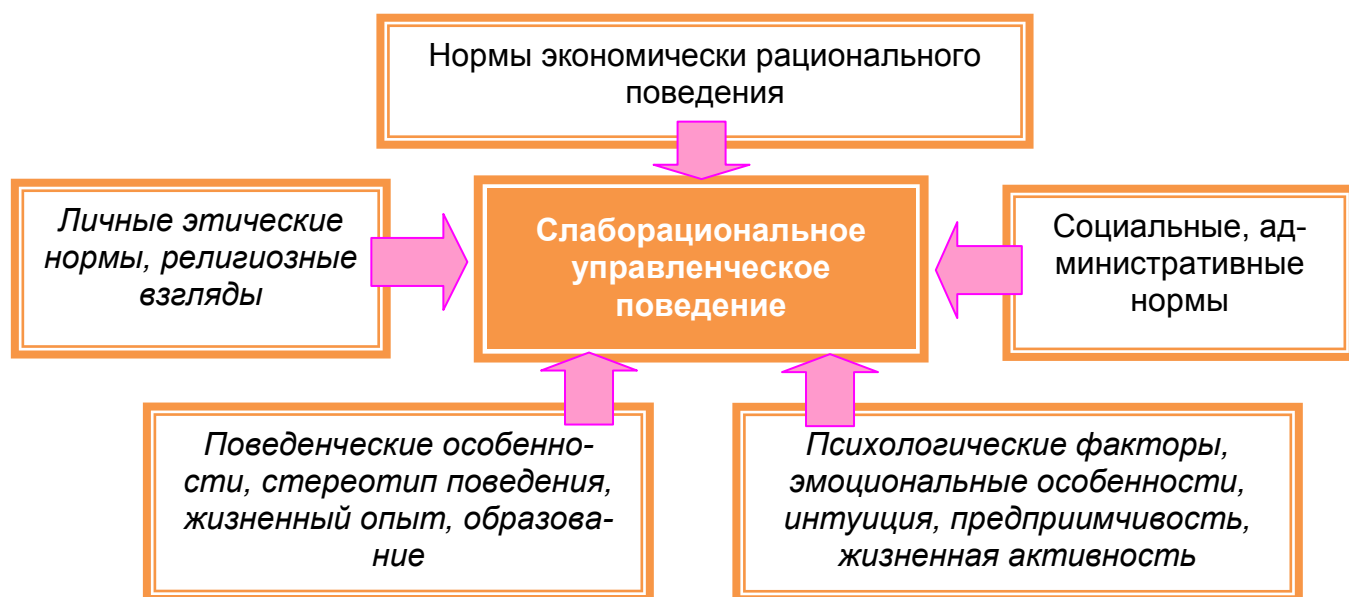 Нормы экономически рационального
поведения
Личные этические
нормы, религиозные
взгляды
Слаборациональное
управленческое
поведение
Социальные, ад-
министративные
нормы
Поведенческие особенно-
сти, стереотип поведения,
жизненный опыт, образова-
ние
Психологические факторы,
эмоциональные особенности,
интуиция, предприимчивость,
жизненная активность